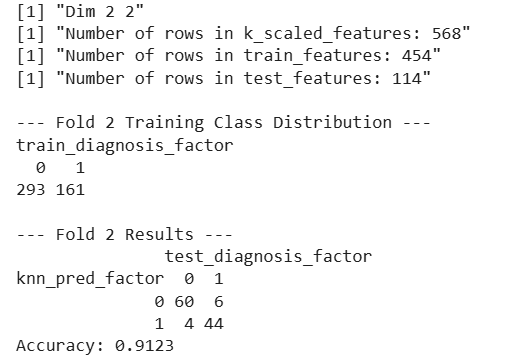 [1] "Dim 2 2"
[1] "Number of rows in k_scaled_features: 568"
[1] "Number of rows in train_features: 454"
[1] "Number of rows in test_features: 114"
--- Fold 2 Training Class Distribution ---
train_diagnosis_factor
0 1
293 161
--- Fold 2 Results ---
test_diagnosis_factor
knn_pred_factor 0 1
0 60 6
1 4 44
Accuracy: 0.9123